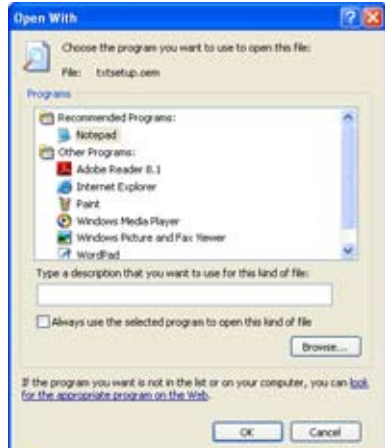 Open With
Choose the program you want to use to open this file:
File: txtsetup.oem
Programs
Recommended Programs:
Notepad
Other Programs:
Adobe Reader 8.1
Internet Explorer
Paint
Windows Media Player
Windows Picture and Fax Viewer
WordPad
Type a description that you want to use for this kind of file:
Always use the selected program to open this kind of file
Browse...
If the program you want is not in the list or on your computer, you can look
for the appropriate program on the Web.
OK Cancel